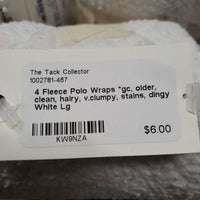 The Tack Collector
1002781-467
4 Fleece Polo Wraps *gc, older,
clean, hairy, v.clumpy, stains, dingy
White Lg
$6.00
KW9NZA